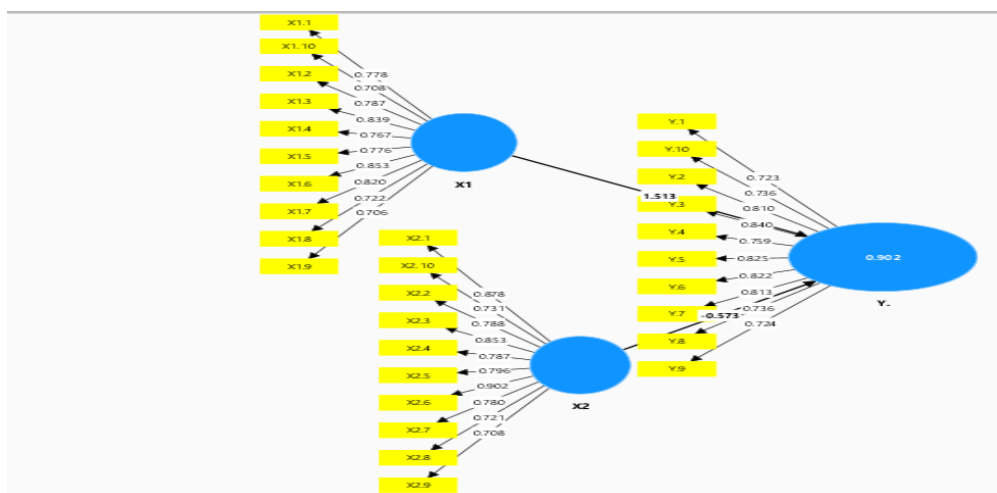 X1.1
X1.10
X1.2
X1.3
X1.4
X1.5
X1.6
X1.7
X1.8
X1.9
0.778
0.708
0.787
0.839
0.767
0.776
0.853
0.820
0.722
0.706
X1
1.513
X2.1
X2.10
X2.2
X2.3
X2.4
X2.5
X2.6
X2.7
X2.8
X2.9
0.878
0.731
0.788
0.853
0.787
0.796
0.902
0.780
0.721
0.708
X2
-0.573
Y.1
Y.10
Y.2
Y.3
Y.4
Y.5
Y.6
Y.7
Y.8
Y.9
0.723
0.736
0.810
0.840
0.759
0.825
0.822
0.813
0.736
0.724
0.902
Y.